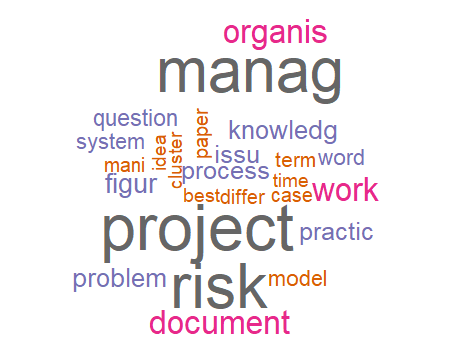 organis
manag
question
paper
knowledg
system
idea
cluster
issu
term
word
mani
process
figur
time
best
differ
case
work
project
practic
problem
risk
model
document